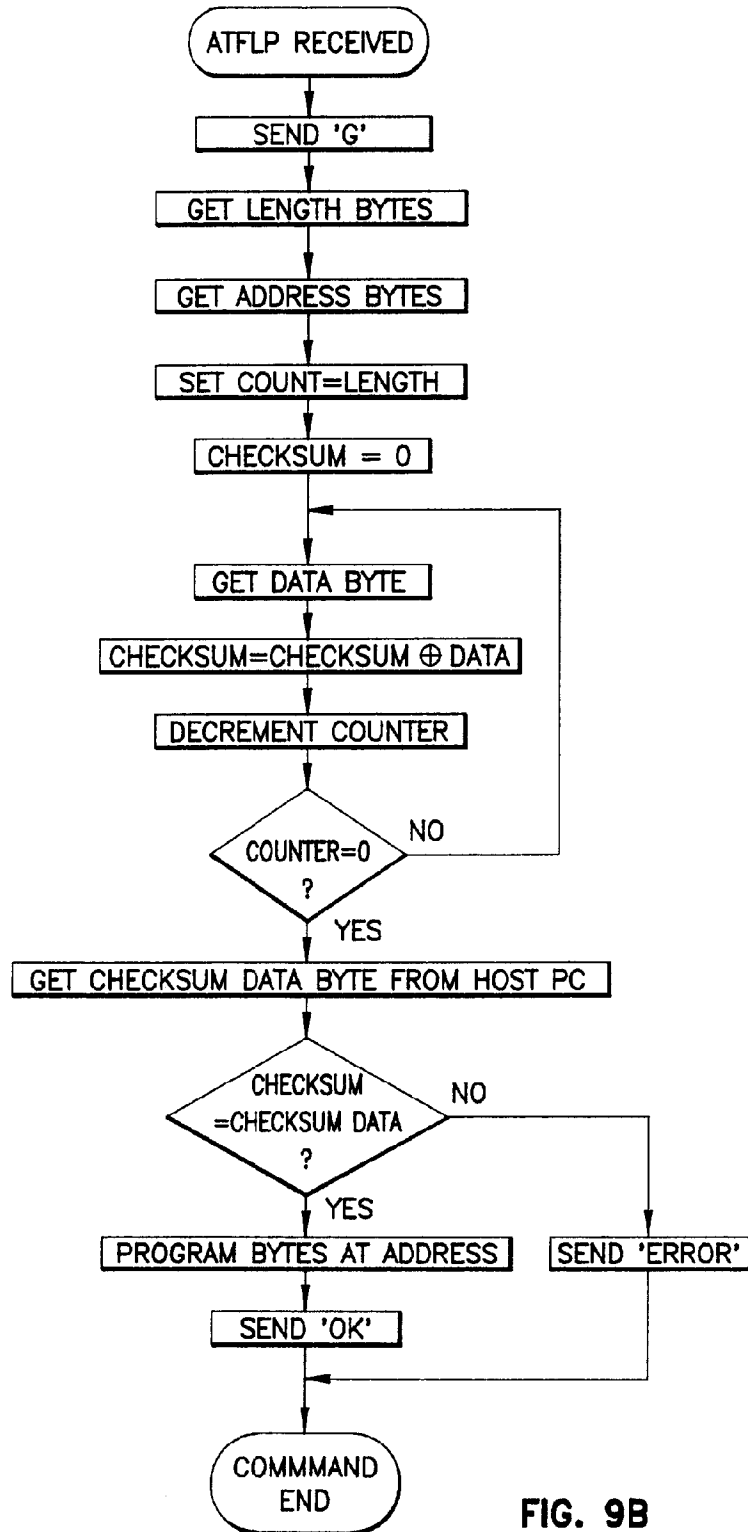 ATFLP RECEIVED
SEND 'G'
GET LENGTH BYTES
GET ADDRESS BYTES
SET COUNT=LENGTH
CHECKSUM = 0
GET DATA BYTE
CHECKSUM=CHECKSUM ⊕ DATA
DECREMENT COUNTER
COUNTER=0
?
NO
YES
GET CHECKSUM DATA BYTE FROM HOST PC
CHECKSUM
=CHECKSUM DATA
?
NO
YES
PROGRAM BYTES AT ADDRESS
SEND 'ERROR'
SEND 'OK'
COMMMAND
END
FIG. 9B